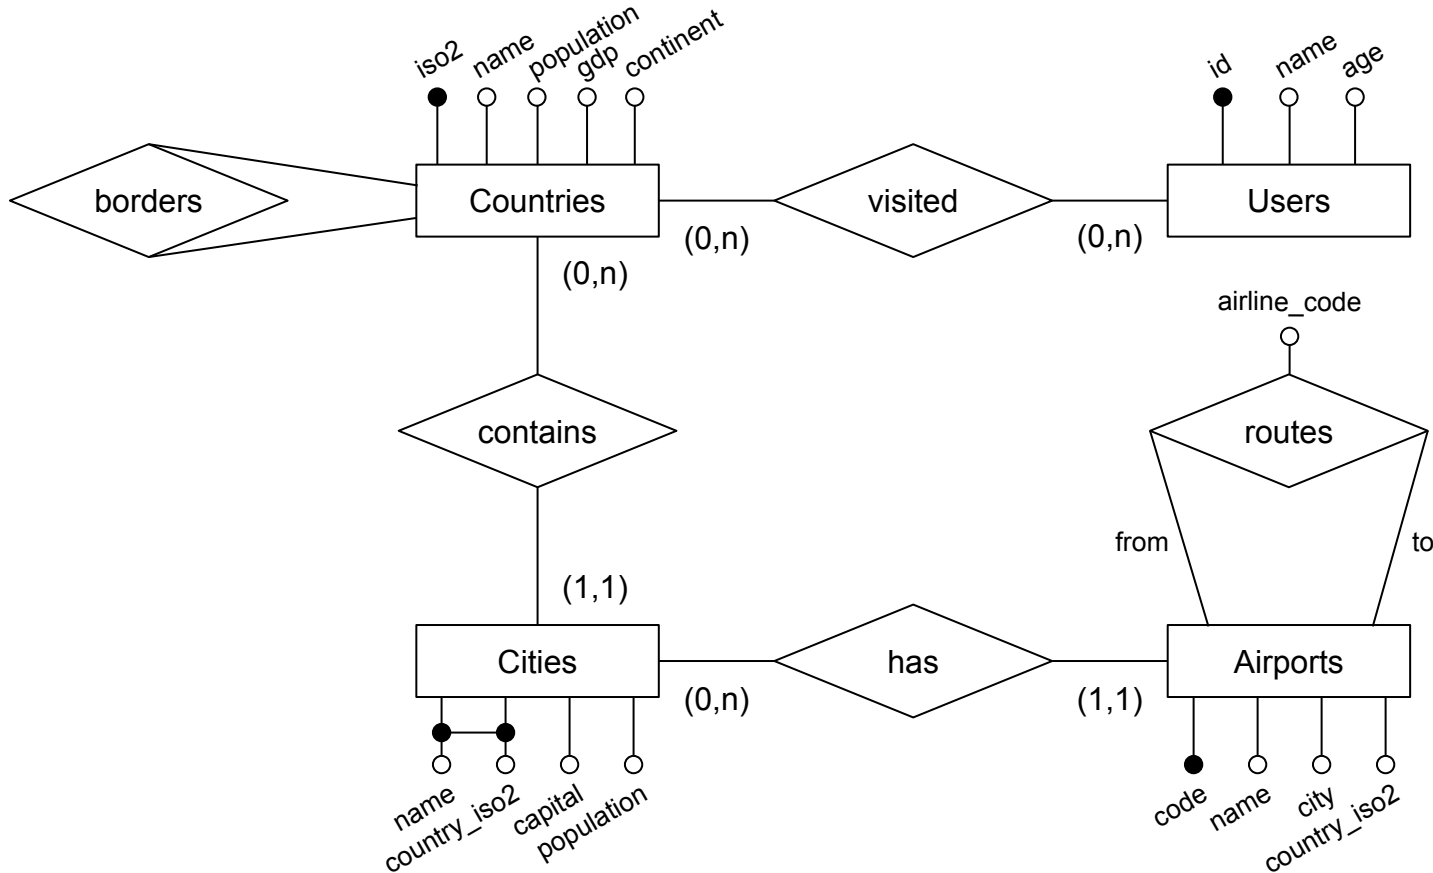 iso2
name
population
gdp
continent
id
name
age
borders
Countries
visited
Users
(0,n)
(0,n)
(0,n)
airline_code
contains
routes
from
to
(1,1)
Cities
has
Airports
(0,n)
(1,1)
name
country_iso2
capital
population
code
name
city
country_iso2